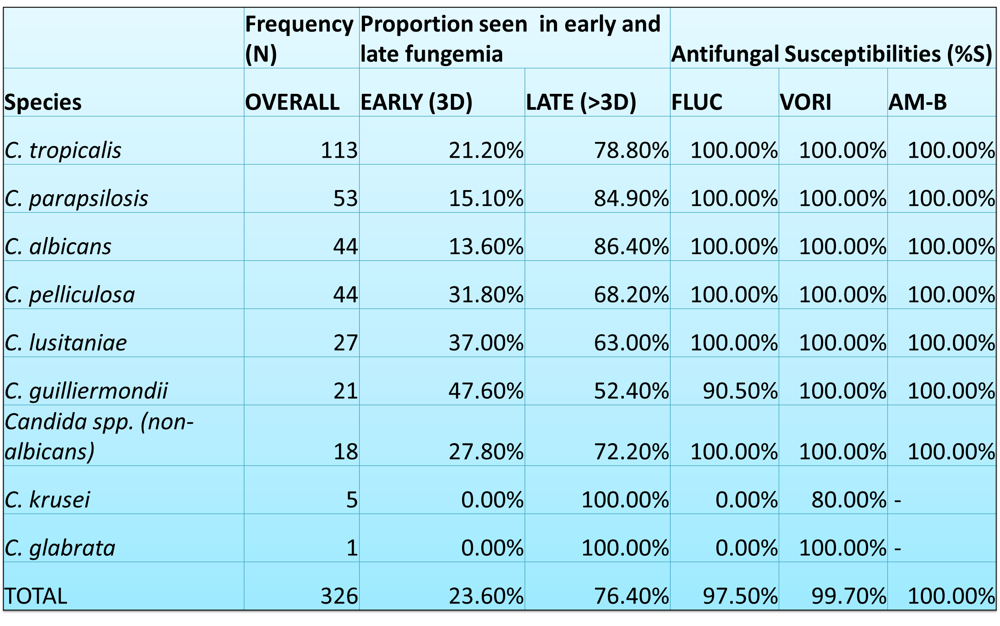 Frequency (N) Proportion seen in early and late fungemia Antifungal Susceptibilities (%S)
Species OVERALL EARLY (3D) LATE (>3D) FLUC VORI AM-B
C. tropicalis 113 21.20% 78.80% 100.00% 100.00% 100.00%
C. parapsilosis 53 15.10% 84.90% 100.00% 100.00% 100.00%
C. albicans 44 13.60% 86.40% 100.00% 100.00% 100.00%
C. pelliculosa 44 31.80% 68.20% 100.00% 100.00% 100.00%
C. lusitaniae 27 37.00% 63.00% 100.00% 100.00% 100.00%
C. guilliermondii 21 47.60% 52.40% 90.50% 100.00% 100.00%
Candida spp. (non-
albicans) 18 27.80% 72.20% 100.00% 100.00% 100.00%
C. krusei 5 0.00% 100.00% 0.00% 80.00% -
C. glabrata 1 0.00% 100.00% 0.00% 100.00% -
TOTAL 326 23.60% 76.40% 97.50% 99.70% 100.00%